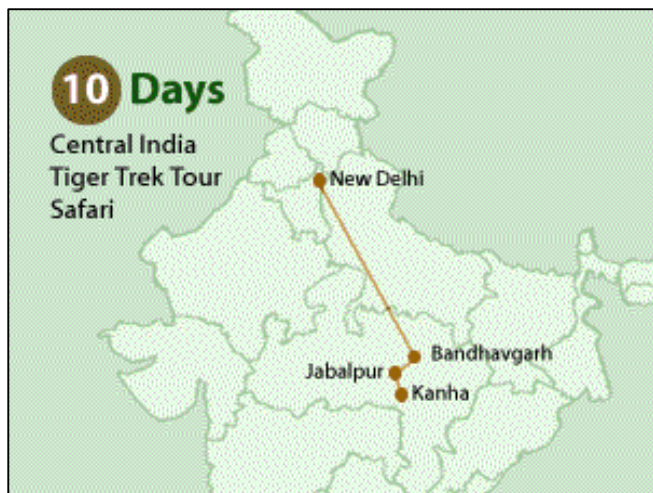 10 Days
Central India
Tiger Trek Tour
Safari
New Delhi
Bandhavgarh
Jabalpur
Kanha